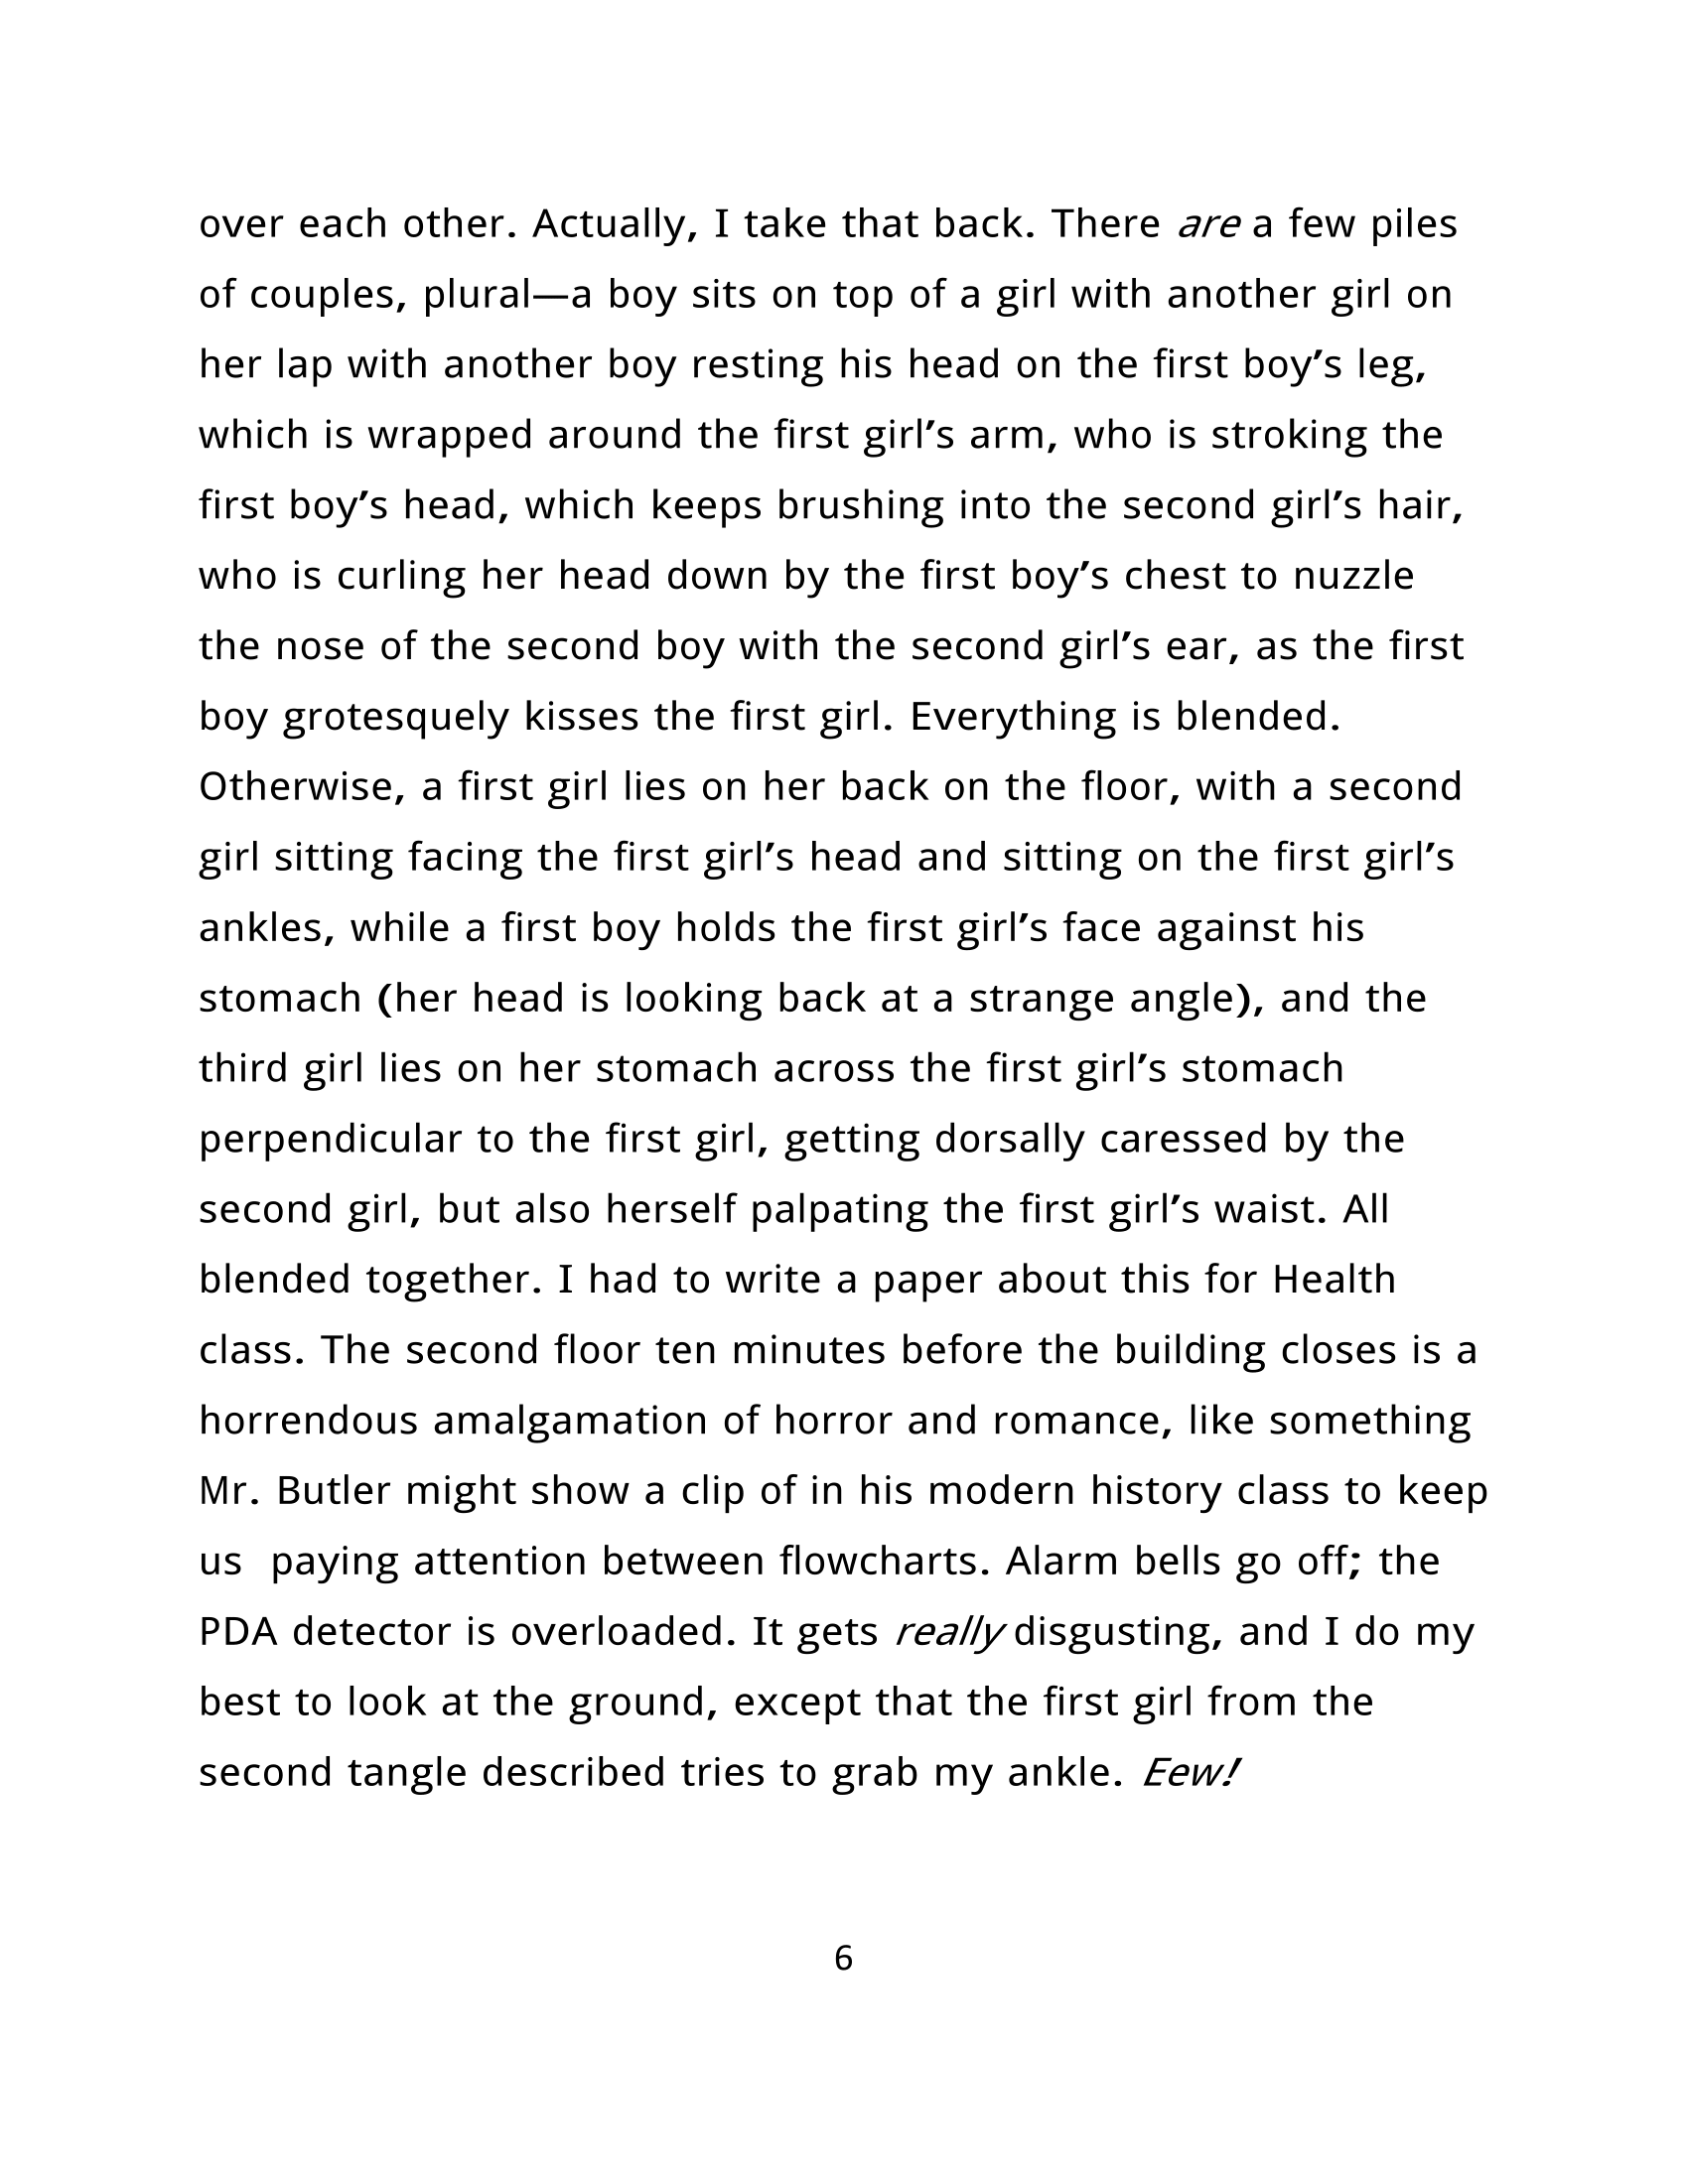 over each other. Actually, I take that back. There are a few piles
of couples, plural—a boy sits on top of a girl with another girl on
her lap with another boy resting his head on the first boy’s leg,
which is wrapped around the first girl’s arm, who is stroking the
first boy’s head, which keeps brushing into the second girl’s hair,
who is curling her head down by the first boy’s chest to nuzzle
the nose of the second boy with the second girl’s ear, as the first
boy grotesquely kisses the first girl. Everything is blended.
Otherwise, a first girl lies on her back on the floor, with a second
girl sitting facing the first girl’s head and sitting on the first girl’s
ankles, while a first boy holds the first girl’s face against his
stomach (her head is looking back at a strange angle), and the
third girl lies on her stomach across the first girl’s stomach
perpendicular to the first girl, getting dorsally caressed by the
second girl, but also herself palpating the first girl’s waist. All
blended together. I had to write a paper about this for Health
class. The second floor ten minutes before the building closes is a
horrendous amalgamation of horror and romance, like something
Mr. Butler might show a clip of in his modern history class to keep
us  paying attention between flowcharts. Alarm bells go off; the
PDA detector is overloaded. It gets really disgusting, and I do my
best to look at the ground, except that the first girl from the
second tangle described tries to grab my ankle. Eew!
6